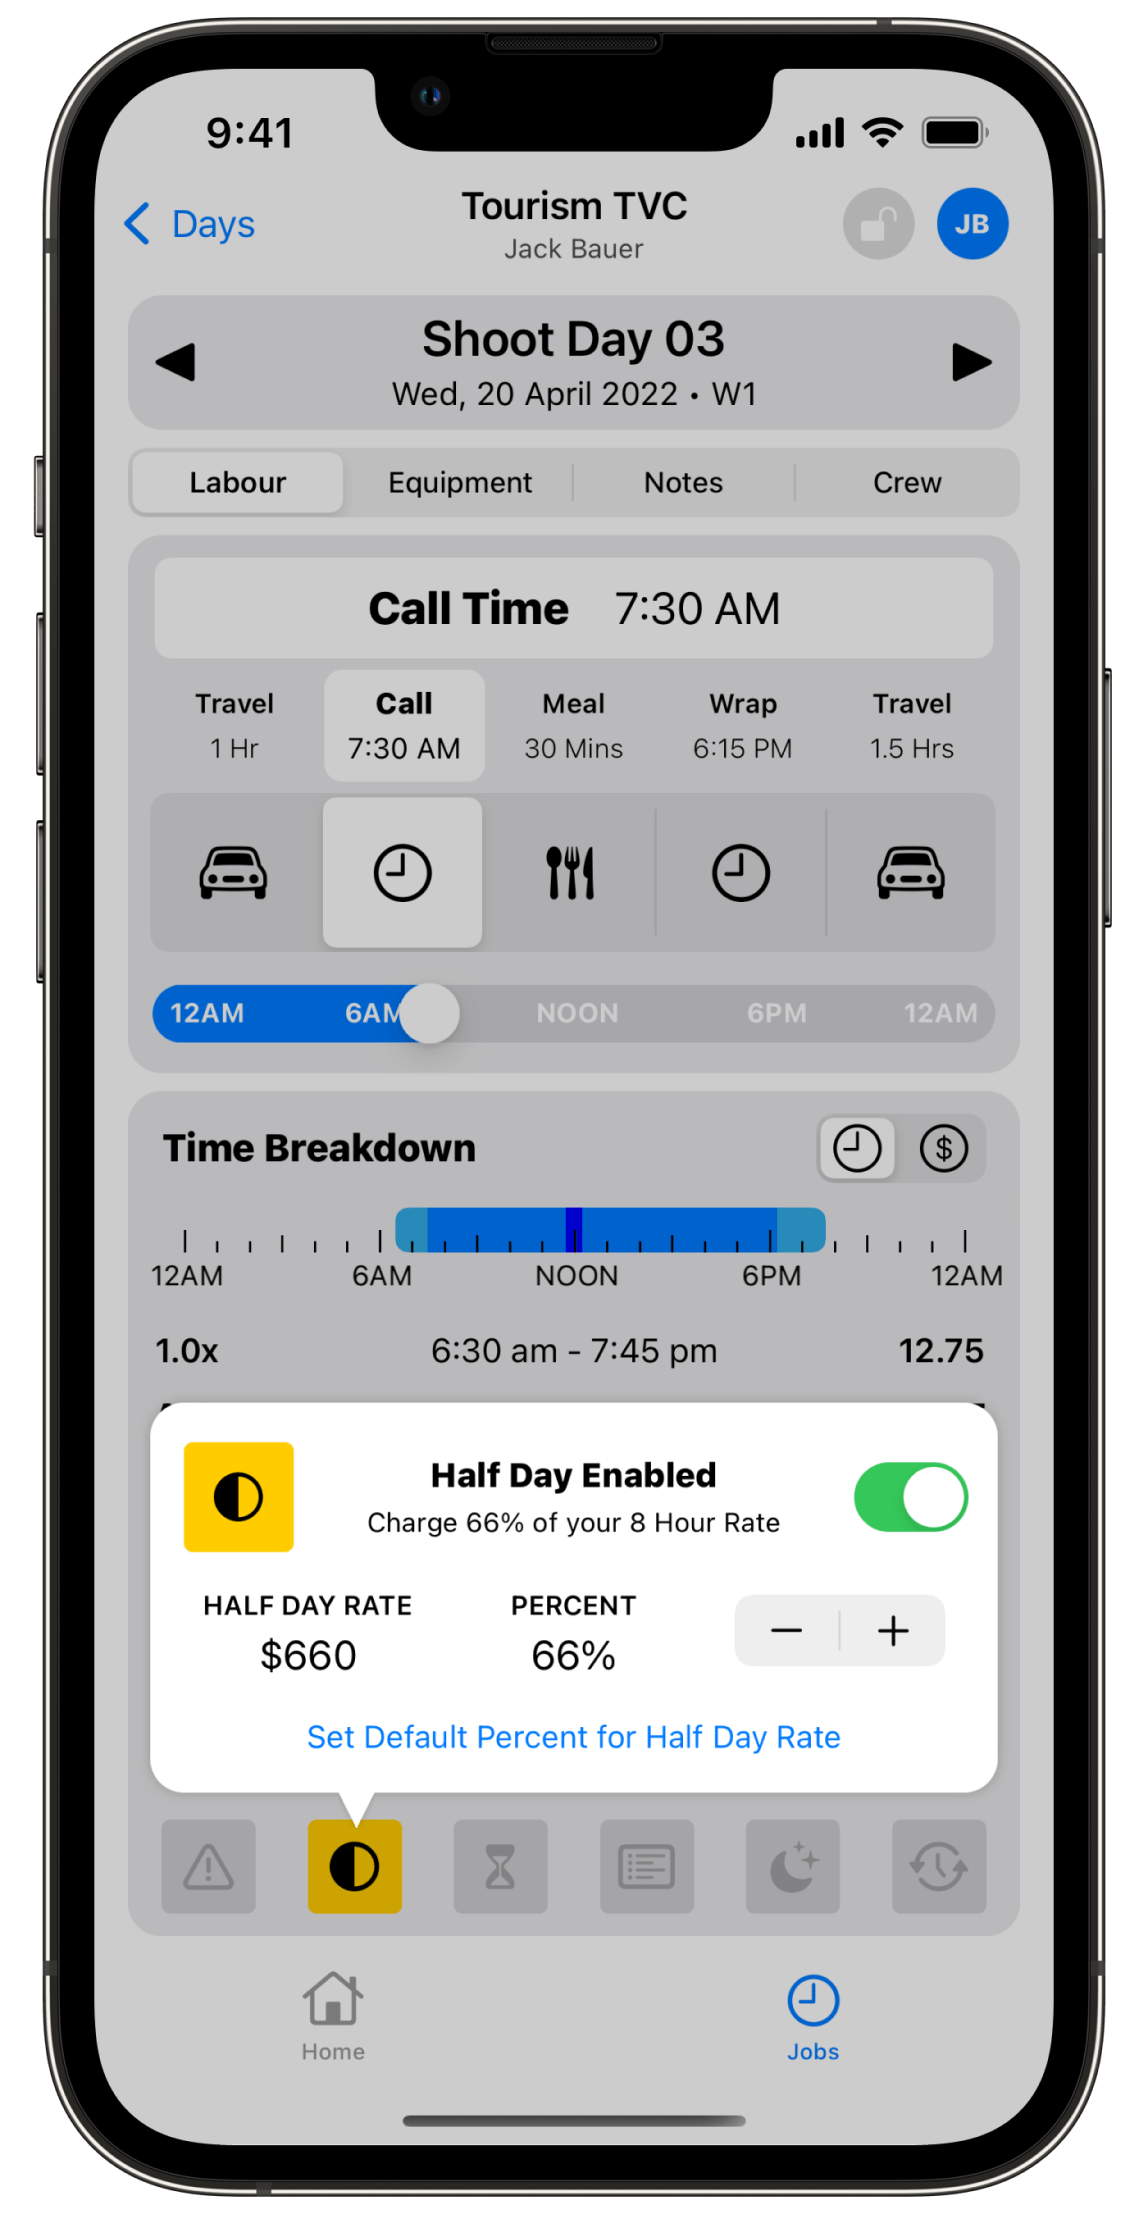 9:41
Days
Tourism TVC
Jack Bauer
JB
Shoot Day 03
Wed, 20 April 2022 • W1
Labour Equipment Notes Crew
Call Time 7:30 AM
Travel Call Meal Wrap Travel
1 Hr 7:30 AM 30 Mins 6:15 PM 1.5 Hrs
12AM 6AM NOON 6PM 12AM
Time Breakdown $
12AM 6AM NOON 6PM 12AM
1.0x 6:30 am - 7:45 pm 12.75
Half Day Enabled
Charge 66% of your 8 Hour Rate
HALF DAY RATE PERCENT
$660 66% − +
Set Default Percent for Half Day Rate
Home Jobs